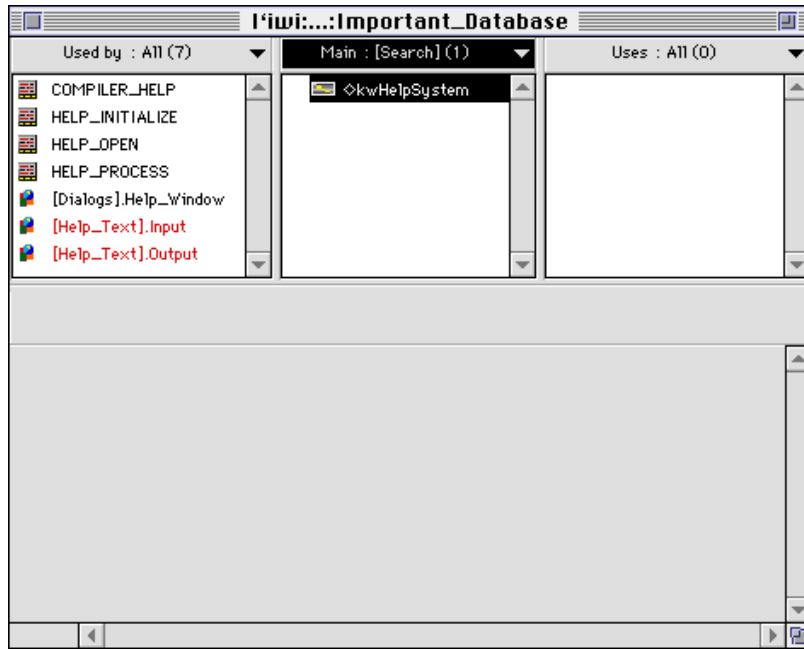 I'iwi:...:Important_Database
Used by : All (7)
Main : [Search] (1)
Uses : All (0)
COMPILER_HELP
HELP_INITIALIZE
HELP_OPEN
HELP_PROCESS
[Dialogs].Help_Window
[Help_Text].Input
[Help_Text].Output
◇kwHelpSystem